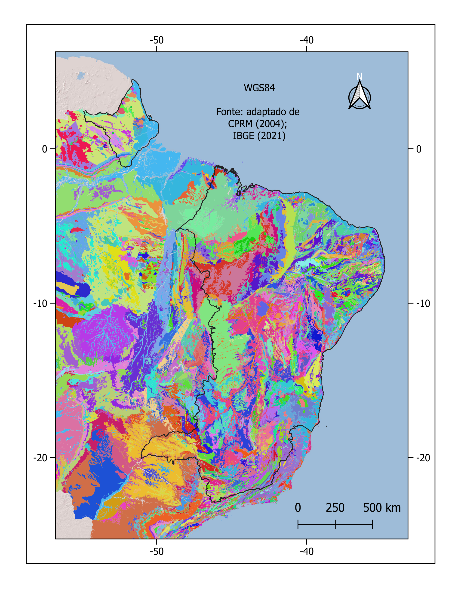 -50 -40
WGS84
N
Fonte: adaptado de
CPRM (2004);
IBGE (2021)
0 0
-10 -10
-20 -20
0 250 500 km
-50 -40